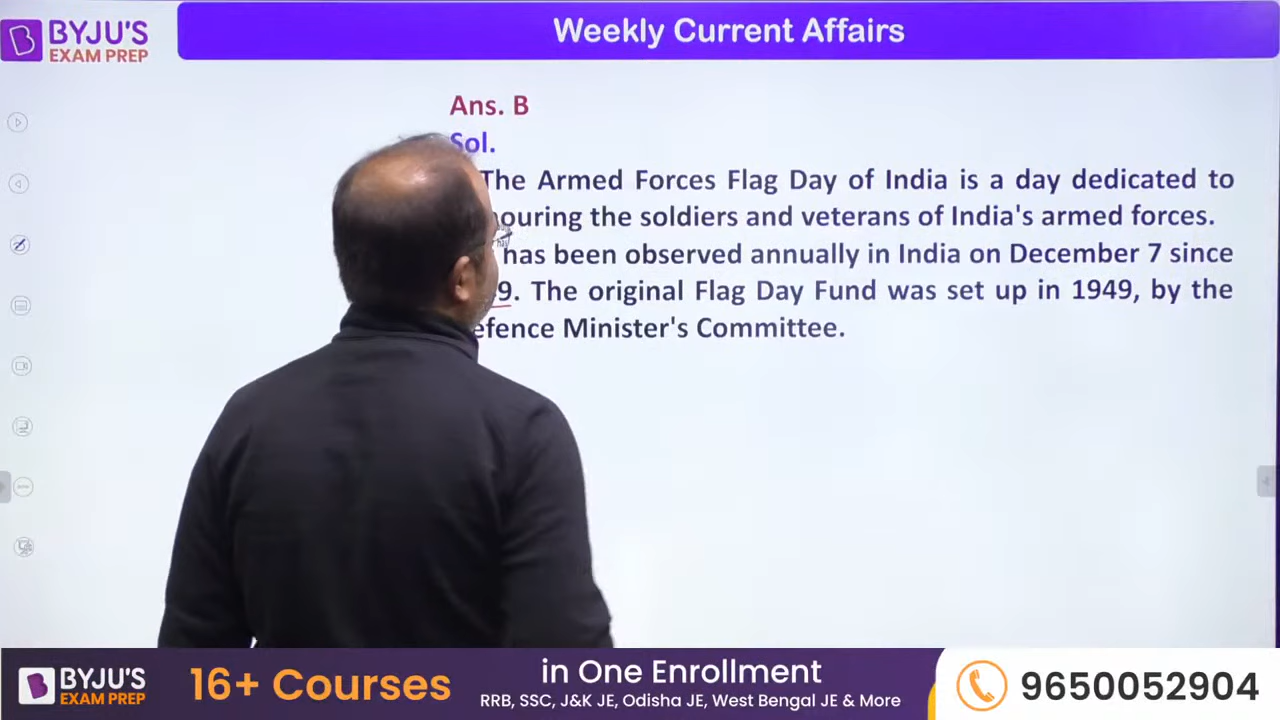 BYJU'S
EXAM PREP
Weekly Current Affairs
Ans. B
Sol.
The Armed Forces Flag Day of India is a day dedicated to
the soldiers and veterans of India's armed forces.
has been observed annually in India on December 7 since
The original Flag Day Fund was set up in 1949, by the
Minister's Committee.
BYJU'S
EXAM PREP
16+ Courses
in One Enrollment
RRB, SSC, J&K JE, Odisha JE, West Bengal JE & More
9650052904